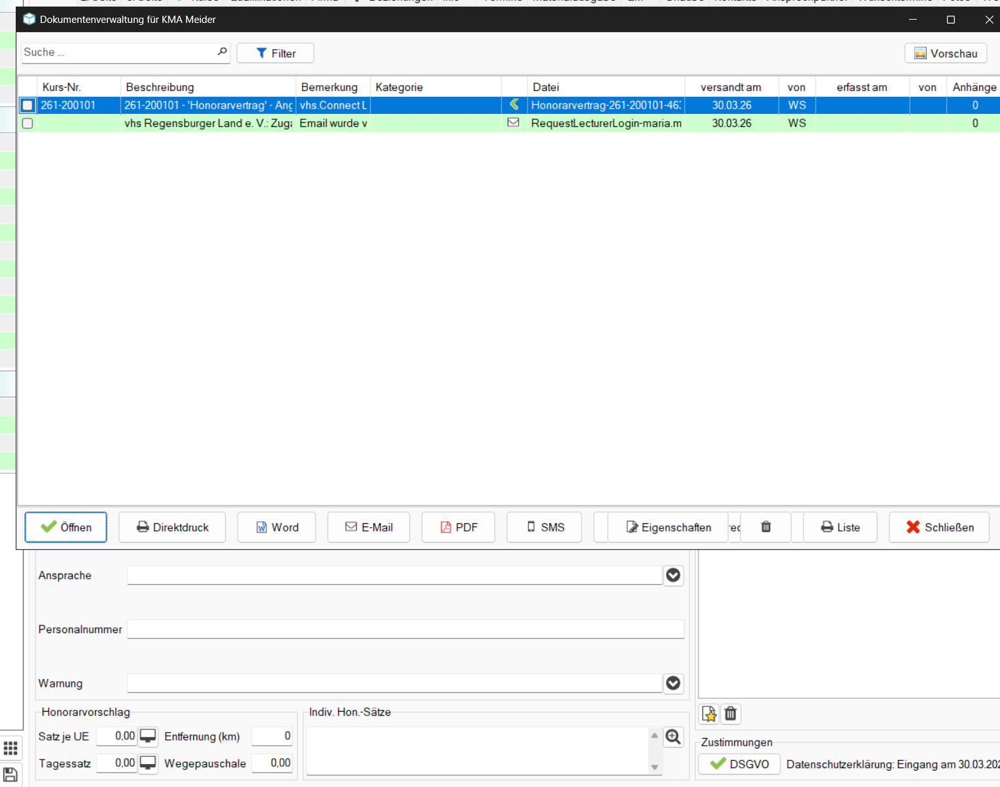 Dokumentenverwaltung für KMA Meider
Suche ...
Filter
Vorschau
Kurs-Nr. Beschreibung Bemerkung Kategorie Datei versandt am von erfasst am von Anhänge
261-200101 261-200101 - 'Honorarvertrag' - Ang vhs.Connect L Honorarvertrag-261-200101-463 30.03.26 WS 0
vhs Regensburger Land e. V.: Zuga Email wurde v RequestLecturerLogin-maria.m 30.03.26 WS 0
Öffnen Direktdruck Word E-Mail PDF SMS Eigenschaften Liste Schließen
Ansprache
Personalnummer
Warnung
Honorarvorschlag
Indiv. Hon.-Sätze
Satz je UE 0,00 Entfernung (km) 0
Tagessatz 0,00 Wegepauschale 0,00
Zustimmungen
DSGVO Datenschutzerklärung: Eingang am 30.03.202